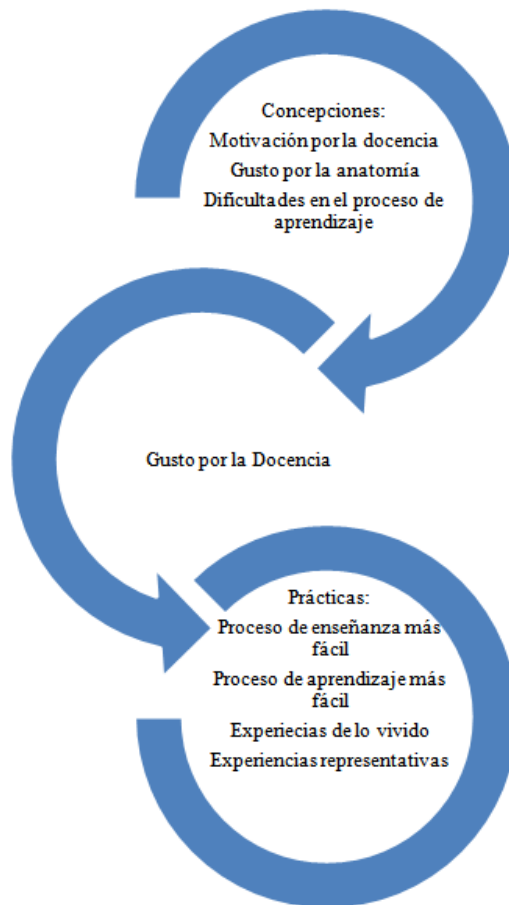 Concepciones:
Motivación por la docencia
Gusto por la anatomía
Dificultades en el proceso de
aprendizaje
Gusto por la Docencia
Prácticas:
Proceso de enseñanza más
fácil
Proceso de aprendizaje más
fácil
Experiecias de lo vivido
Experiencias representativas